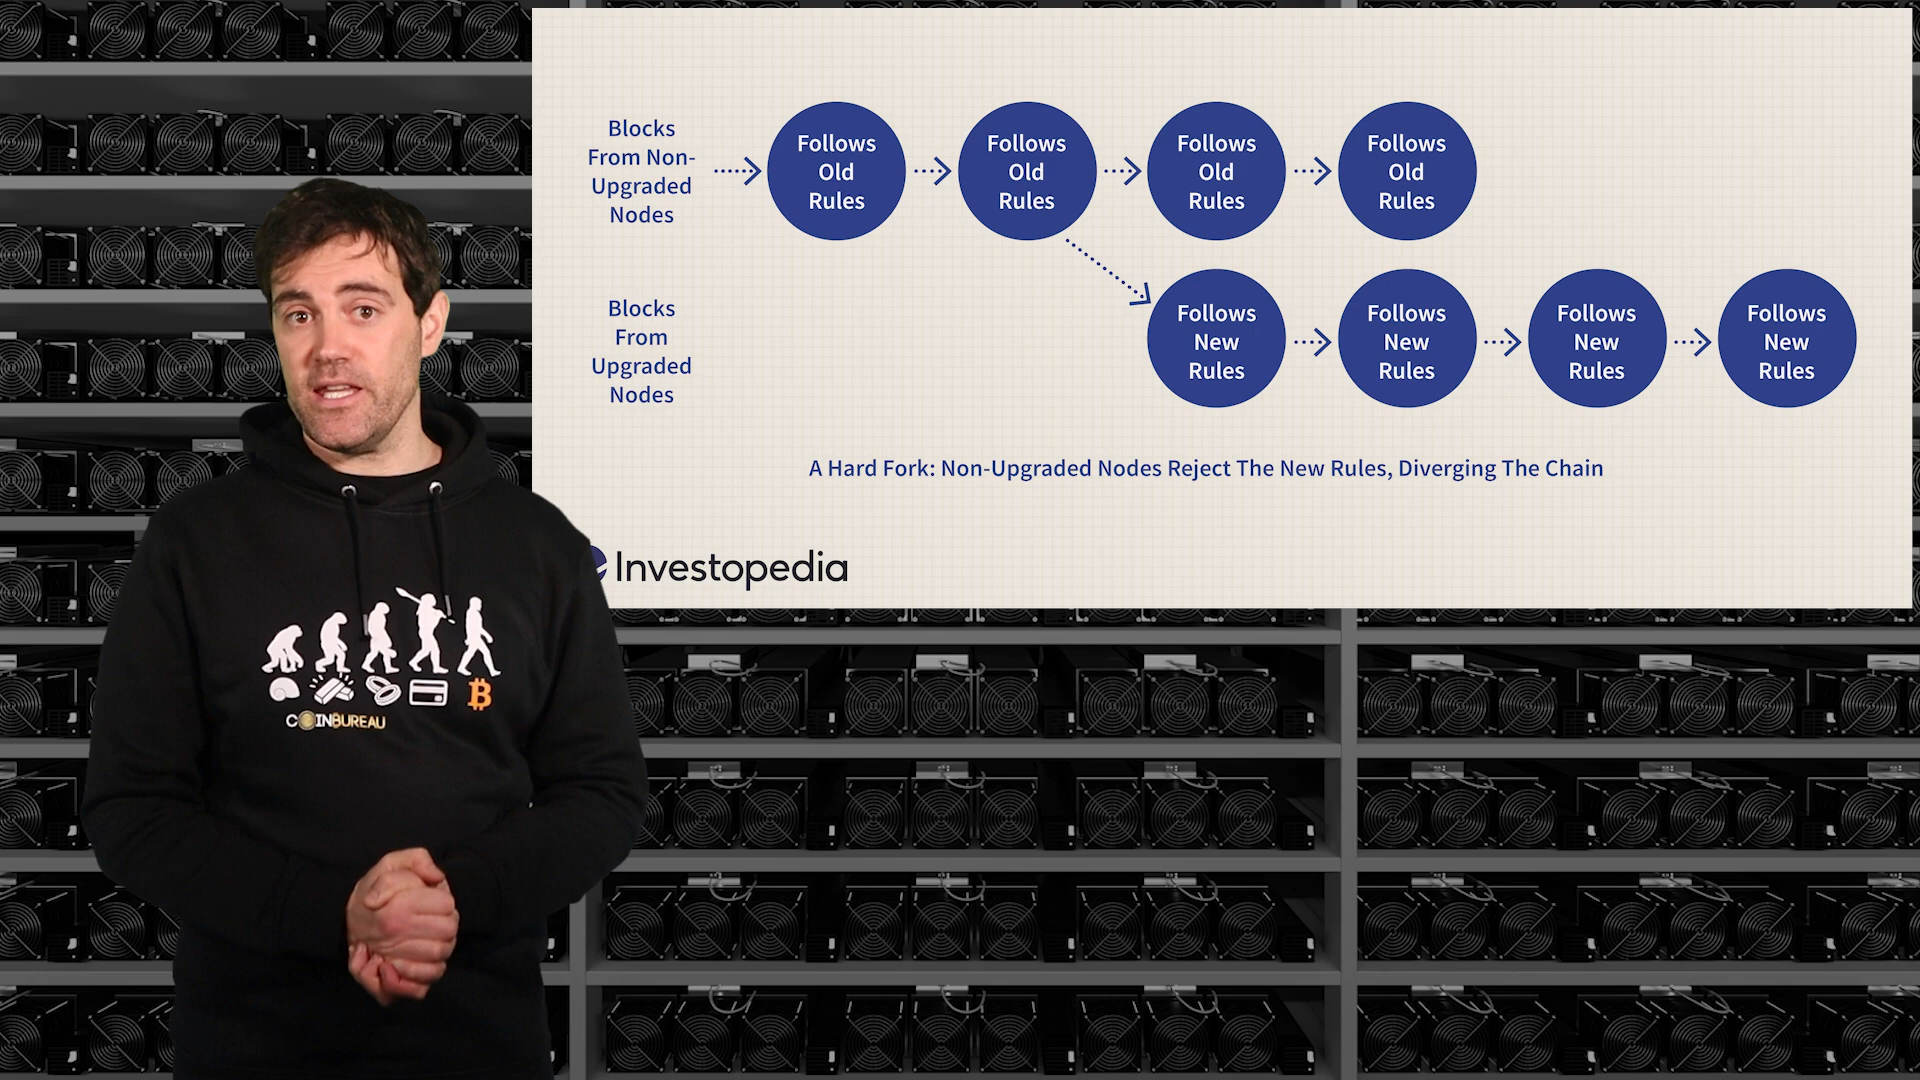 Blocks
From Non-
Upgraded
Nodes
Follows
Old
Rules
Follows
Old
Rules
Follows
Old
Rules
Follows
Old
Rules
Blocks
From
Upgraded
Nodes
Follows
New
Rules
Follows
New
Rules
Follows
New
Rules
Follows
New
Rules
A Hard Fork: Non-Upgraded Nodes Reject The New Rules, Diverging The Chain
Investopedia
COINBUREAU